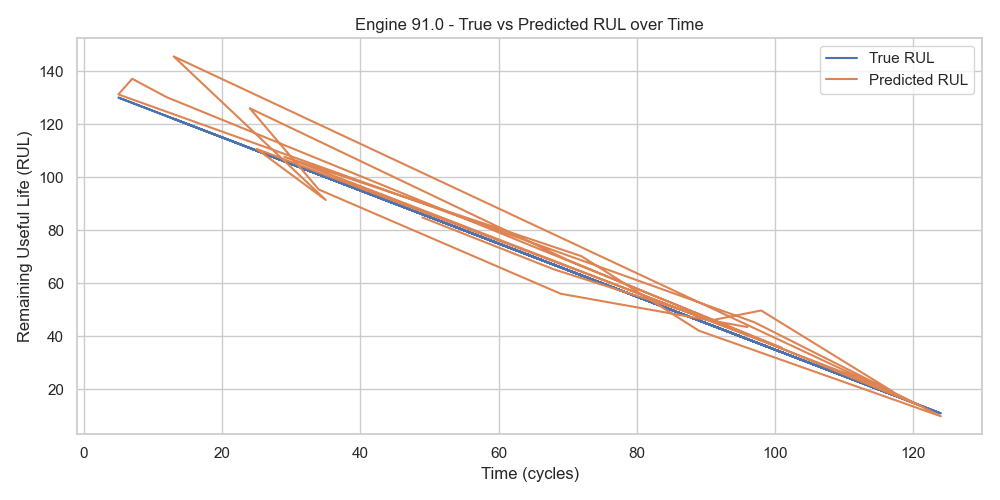 Engine 91.0 - True vs Predicted RUL over Time
True RUL
Predicted RUL
Remaining Useful Life (RUL)
140
120
100
80
60
40
20
0 20 40 60 80 100 120
Time (cycles)